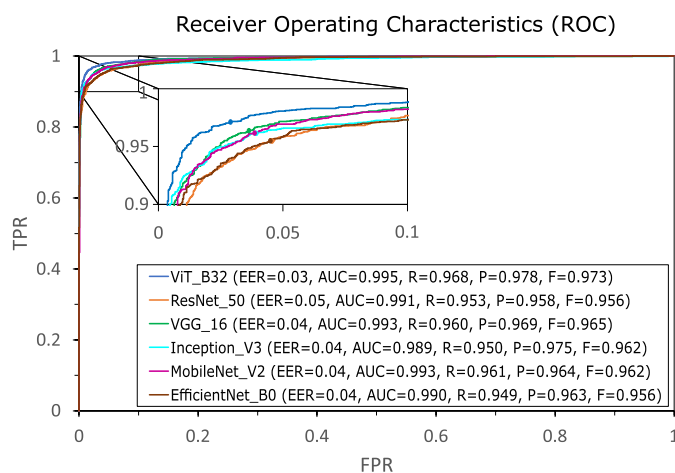 Receiver Operating Characteristics (ROC)
1
0.8
0.6
0.4
0.2
0
TPR
1
0.95
0.9
0
0.05
0.1
ViT_B32 (EER=0.03, AUC=0.995, R=0.968, P=0.978, F=0.973)
ResNet_50 (EER=0.05, AUC=0.991, R=0.953, P=0.958, F=0.956)
VGG_16 (EER=0.04, AUC=0.993, R=0.960, P=0.969, F=0.965)
Inception_V3 (EER=0.04, AUC=0.989, R=0.950, P=0.975, F=0.962)
MobileNet_V2 (EER=0.04, AUC=0.993, R=0.961, P=0.964, F=0.962)
EfficientNet_B0 (EER=0.04, AUC=0.990, R=0.949, P=0.963, F=0.956)
0
0.2
0.4
0.6
0.8
1
FPR